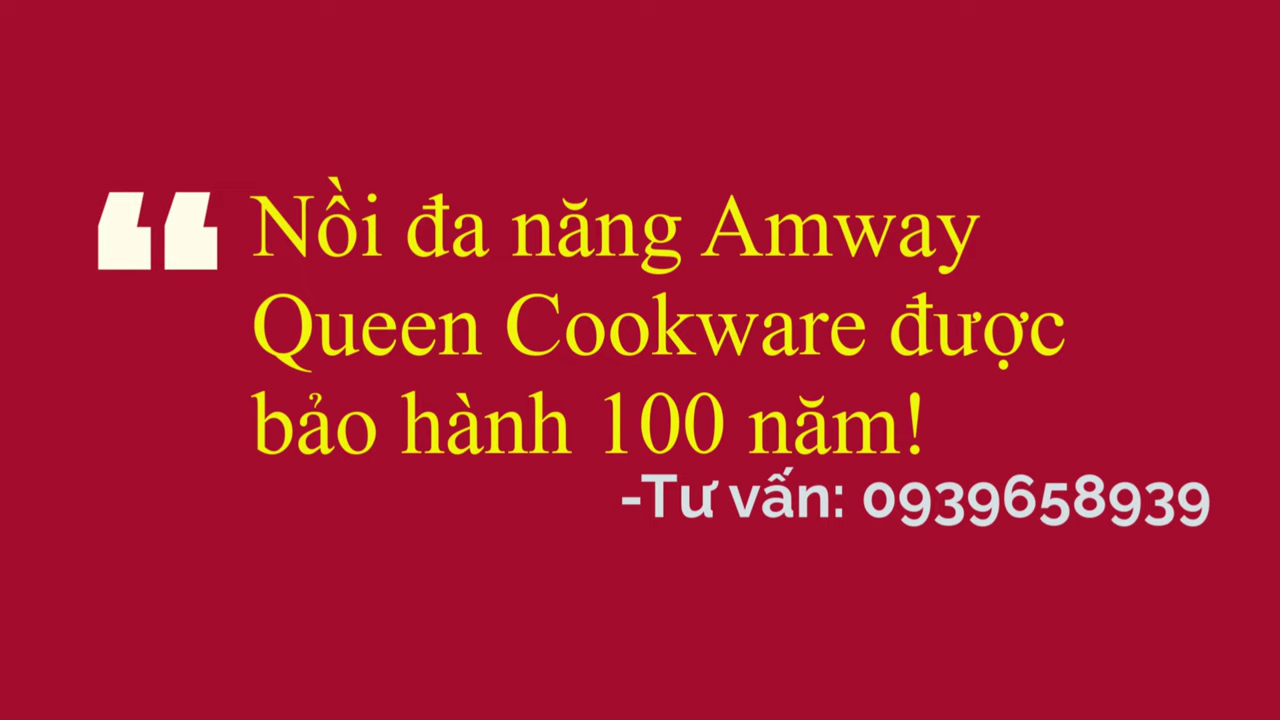 “ Nồi đa năng Amway
Queen Cookware được
bảo hành 100 năm!
-Tư vấn: 0939658939